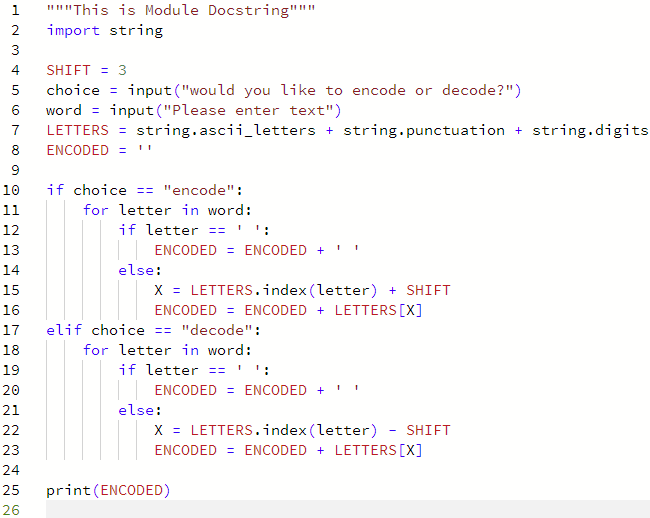 1 """This is Module Docstring"""
2 import string
3
4 SHIFT = 3
5 choice = input("would you like to encode or decode?")
6 word = input("Please enter text")
7 LETTERS = string.ascii_letters + string.punctuation + string.digits
8 ENCODED = ''
9
10 if choice == "encode":
11     for letter in word:
12         if letter == ' ':
13             ENCODED = ENCODED + ' '
14         else:
15             X = LETTERS.index(letter) + SHIFT
16             ENCODED = ENCODED + LETTERS[X]
17 elif choice == "decode":
18     for letter in word:
19         if letter == ' ':
20             ENCODED = ENCODED + ' '
21         else:
22             X = LETTERS.index(letter) - SHIFT
23             ENCODED = ENCODED + LETTERS[X]
24
25 print(ENCODED)
26